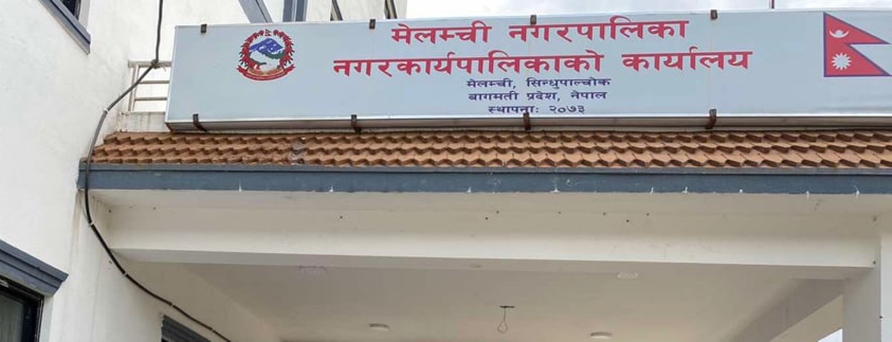 मेलम्ची नगरपालिका
नगरकार्यपालिकाको कार्यालय
मेलम्ची, सिन्धुपाल्चोक
बागमती प्रदेश, नेपाल
स्थापनाः २०७३